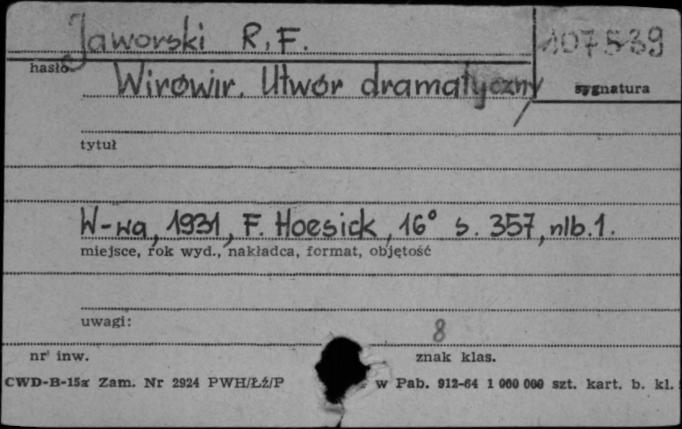 Jaworski R. F.
107539
hasło
Wirowir. Utwór dramatyczny
sygnatura
tytuł
W-wa, 1931, F. Hoesick, 16° s. 357, nlb. 1.
miejsce, rok wyd., nakładca, format, objętość
uwagi:
8
nr inw.
znak klas.
CWD-B-15a Zam. Nr 2924 PWH/Łź/P
w Pab. 912-64 1 000 000 szt. kart. b. kl.